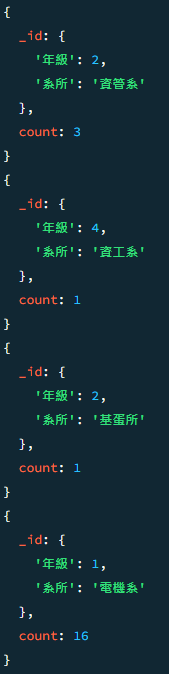 {
  _id: {
    '年級': 2,
    '系所': '資管系'
  },
  count: 3
}
{
  _id: {
    '年級': 4,
    '系所': '資工系'
  },
  count: 1
}
{
  _id: {
    '年級': 2,
    '系所': '基蛋所'
  },
  count: 1
}
{
  _id: {
    '年級': 1,
    '系所': '電機系'
  },
  count: 16
}